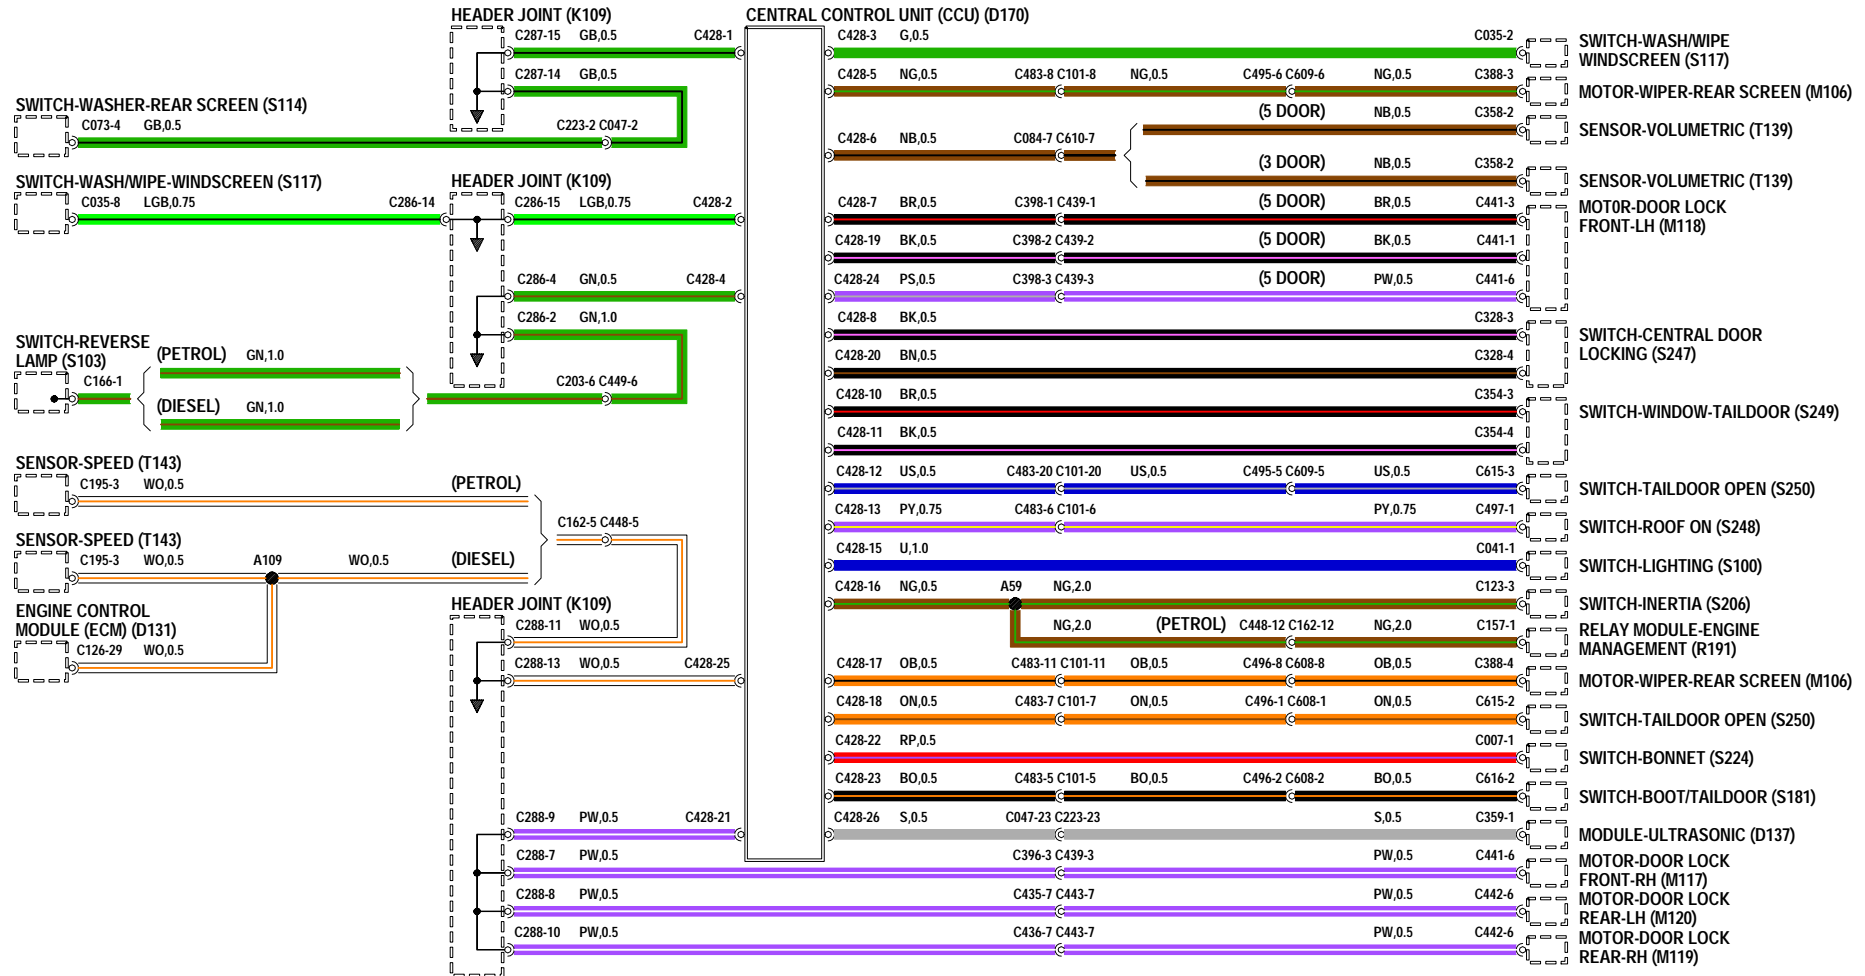 HEADER JOINT (K109)
CENTRAL CONTROL UNIT (CCU) (D170)
C287-15 GB,0.5 C428-1
C287-14 GB,0.5
SWITCH-WASHER-REAR SCREEN (S114)
C073-4 GB,0.5 C223-2 C047-2
SWITCH-WASH/WIPE-WINDSCREEN (S117)
HEADER JOINT (K109)
C035-8 LGB,0.75 C286-14
C286-15 LGB,0.75 C428-2
C286-4 GN,0.5 C428-4
C286-2 GN,1.0
SWITCH-REVERSE
LAMP (S103)
(PETROL) GN,1.0
C166-1
C203-6 C449-6
(DIESEL) GN,1.0
SENSOR-SPEED (T143)
C195-3 WO,0.5 (PETROL)
C162-5 C448-5
SENSOR-SPEED (T143)
C195-3 WO,0.5 A109 WO,0.5 (DIESEL)
ENGINE CONTROL
MODULE (ECM) (D131)
C126-29 WO,0.5
HEADER JOINT (K109)
C288-11 WO,0.5
C288-13 WO,0.5 C428-25
C288-9 PW,0.5 C428-21
C428-3 G,0.5 C035-2
SWITCH-WASH/WIPE
WINDSCREEN (S117)
C428-5 NG,0.5 C483-8 C101-8 NG,0.5 C495-6 C609-6 NG,0.5 C388-3
MOTOR-WIPER-REAR SCREEN (M106)
(5 DOOR) NB,0.5 C358-2
SENSOR-VOLUMETRIC (T139)
C428-6 NB,0.5 C084-7 C610-7
(3 DOOR) NB,0.5 C358-2
SENSOR-VOLUMETRIC (T139)
C428-7 BR,0.5 C398-1 C439-1 (5 DOOR) BR,0.5 C441-3
MOT0R-DOOR LOCK
FRONT-LH (M118)
C428-19 BK,0.5 C398-2 C439-2 (5 DOOR) BK,0.5 C441-1
C428-24 PS,0.5 C398-3 C439-3 (5 DOOR) PW,0.5 C441-6
C428-8 BK,0.5 C328-3
SWITCH-CENTRAL DOOR
LOCKING (S247)
C428-20 BN,0.5 C328-4
C428-10 BR,0.5 C354-3
SWITCH-WINDOW-TAILDOOR (S249)
C428-11 BK,0.5 C354-4
C428-12 US,0.5 C483-20 C101-20 US,0.5 C495-5 C609-5 US,0.5 C615-3
SWITCH-TAILDOOR OPEN (S250)
C428-13 PY,0.75 C483-6 C101-6 PY,0.75 C497-1
SWITCH-ROOF ON (S248)
C428-15 U,1.0 C041-1
SWITCH-LIGHTING (S100)
C428-16 NG,0.5 A59 NG,2.0 C123-3
SWITCH-INERTIA (S206)
NG,2.0 (PETROL) C448-12 C162-12 NG,2.0 C157-1
RELAY MODULE-ENGINE
MANAGEMENT (R191)
C428-17 OB,0.5 C483-11 C101-11 OB,0.5 C496-8 C608-8 OB,0.5 C388-4
MOTOR-WIPER-REAR SCREEN (M106)
C428-18 ON,0.5 C483-7 C101-7 ON,0.5 C496-1 C608-1 ON,0.5 C615-2
SWITCH-TAILDOOR OPEN (S250)
C428-22 RP,0.5 C007-1
SWITCH-BONNET (S224)
C428-23 BO,0.5 C483-5 C101-5 BO,0.5 C496-2 C608-2 BO,0.5 C616-2
SWITCH-BOOT/TAILDOOR (S181)
C428-26 S,0.5 C047-23 C223-23 S,0.5 C359-1
MODULE-ULTRASONIC (D137)
C288-7 PW,0.5 C396-3 C439-3 PW,0.5 C441-6
MOTOR-DOOR LOCK
FRONT-RH (M117)
C288-8 PW,0.5 C435-7 C443-7 PW,0.5 C442-6
MOTOR-DOOR LOCK
REAR-LH (M120)
C288-10 PW,0.5 C436-7 C443-7 PW,0.5 C442-6
MOTOR-DOOR LOCK
REAR-RH (M119)